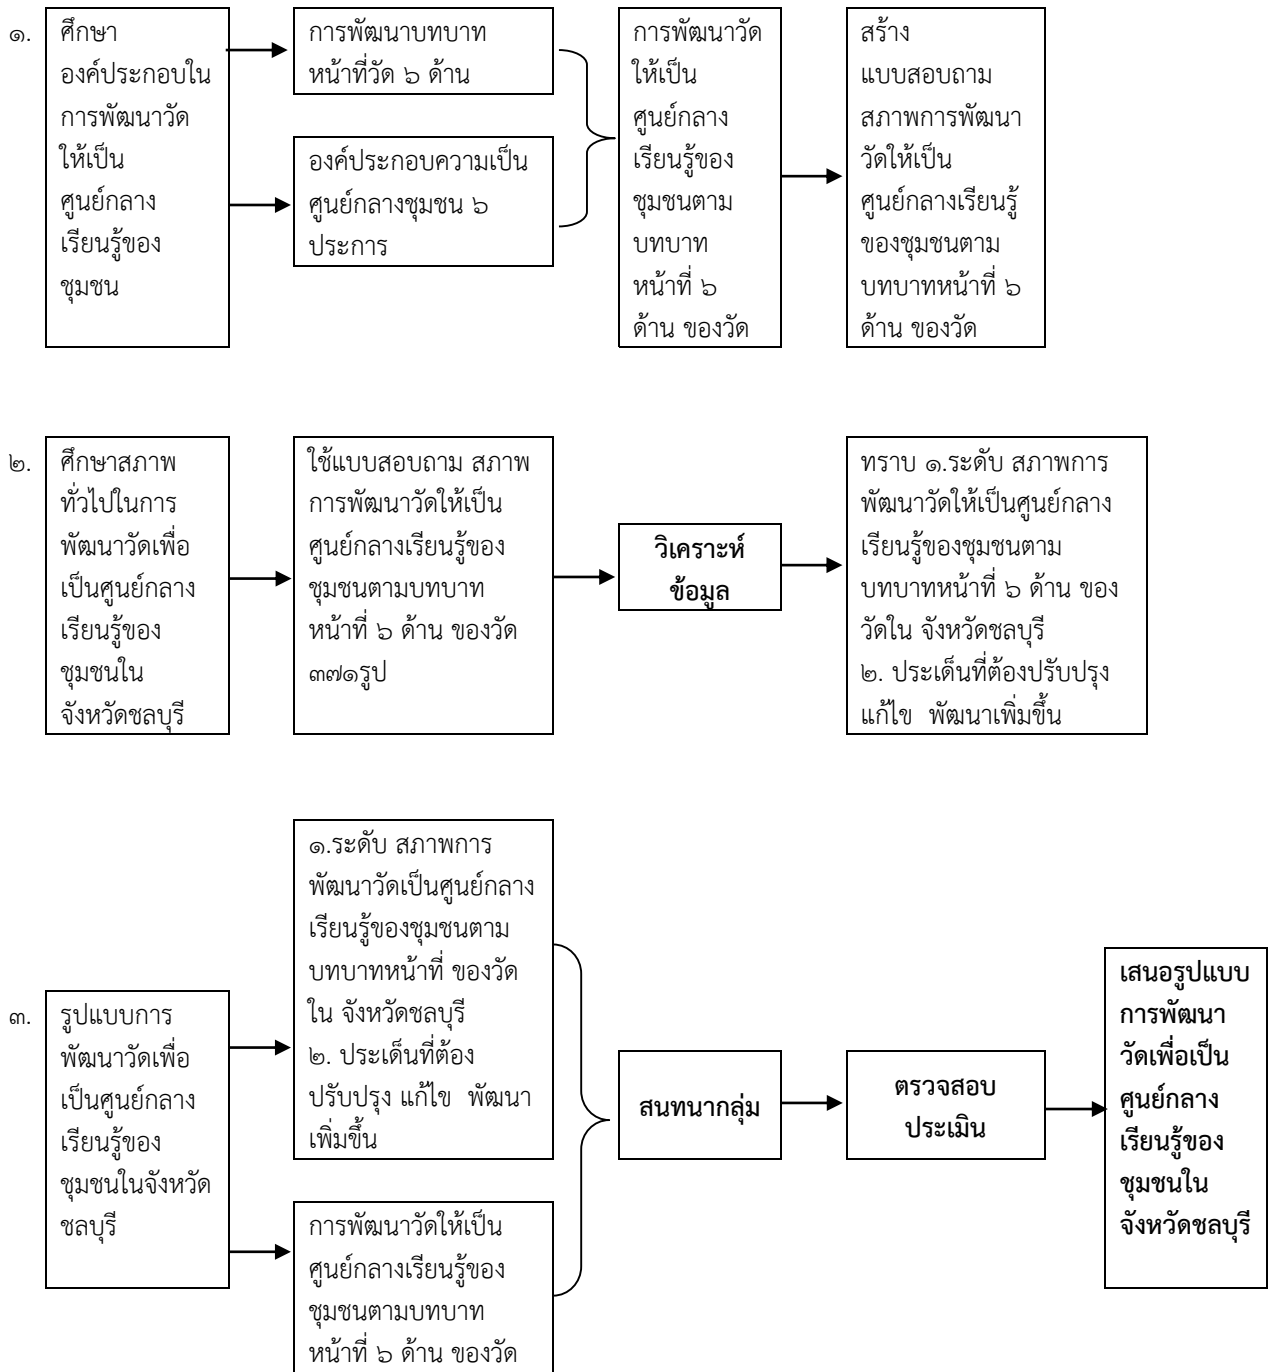 ๑.
ศึกษา
องค์ประกอบใน
การพัฒนาวัด
ให้เป็น
ศูนย์กลาง
เรียนรู้ของ
ชุมชน
การพัฒนาบทบาท
หน้าที่วัด ๖ ด้าน
องค์ประกอบความเป็น
ศูนย์กลางชุมชน ๖
ประการ
การพัฒนาวัด
ให้เป็น
ศูนย์กลาง
เรียนรู้ของ
ชุมชนตาม
บทบาท
หน้าที่ ๖
ด้าน ของวัด
สร้าง
แบบสอบถาม
สภาพการพัฒนา
วัดให้เป็น
ศูนย์กลางเรียนรู้
ของชุมชนตาม
บทบาทหน้าที่ ๖
ด้าน ของวัด
๒.
ศึกษาสภาพ
ทั่วไปในการ
พัฒนาวัดเพื่อ
เป็นศูนย์กลาง
เรียนรู้ของ
ชุมชนใน
จังหวัดชลบุรี
ใช้แบบสอบถาม สภาพ
การพัฒนาวัดให้เป็น
ศูนย์กลางเรียนรู้ของ
ชุมชนตามบทบาท
หน้าที่ ๖ ด้าน ของวัด
๓๗๑รูป
วิเคราะห์
ข้อมูล
ทราบ ๑.ระดับ สภาพการ
พัฒนาวัดให้เป็นศูนย์กลาง
เรียนรู้ของชุมชนตาม
บทบาทหน้าที่ ๖ ด้าน ของ
วัดใน จังหวัดชลบุรี
๒. ประเด็นที่ต้องปรับปรุง
แก้ไข พัฒนาเพิ่มขึ้น
๓.
รูปแบบการ
พัฒนาวัดเพื่อ
เป็นศูนย์กลาง
เรียนรู้ของ
ชุมชนในจังหวัด
ชลบุรี
๑.ระดับ สภาพการ
พัฒนาวัดเป็นศูนย์กลาง
เรียนรู้ของชุมชนตาม
บทบาทหน้าที่ ของวัด
ใน จังหวัดชลบุรี
๒. ประเด็นที่ต้อง
ปรับปรุง แก้ไข พัฒนา
เพิ่มขึ้น
การพัฒนาวัดให้เป็น
ศูนย์กลางเรียนรู้ของ
ชุมชนตามบทบาท
หน้าที่ ๖ ด้าน ของวัด
สนทนากลุ่ม
ตรวจสอบ
ประเมิน
เสนอรูปแบบ
การพัฒนา
วัดเพื่อเป็น
ศูนย์กลาง
เรียนรู้ของ
ชุมชนใน
จังหวัดชลบุรี